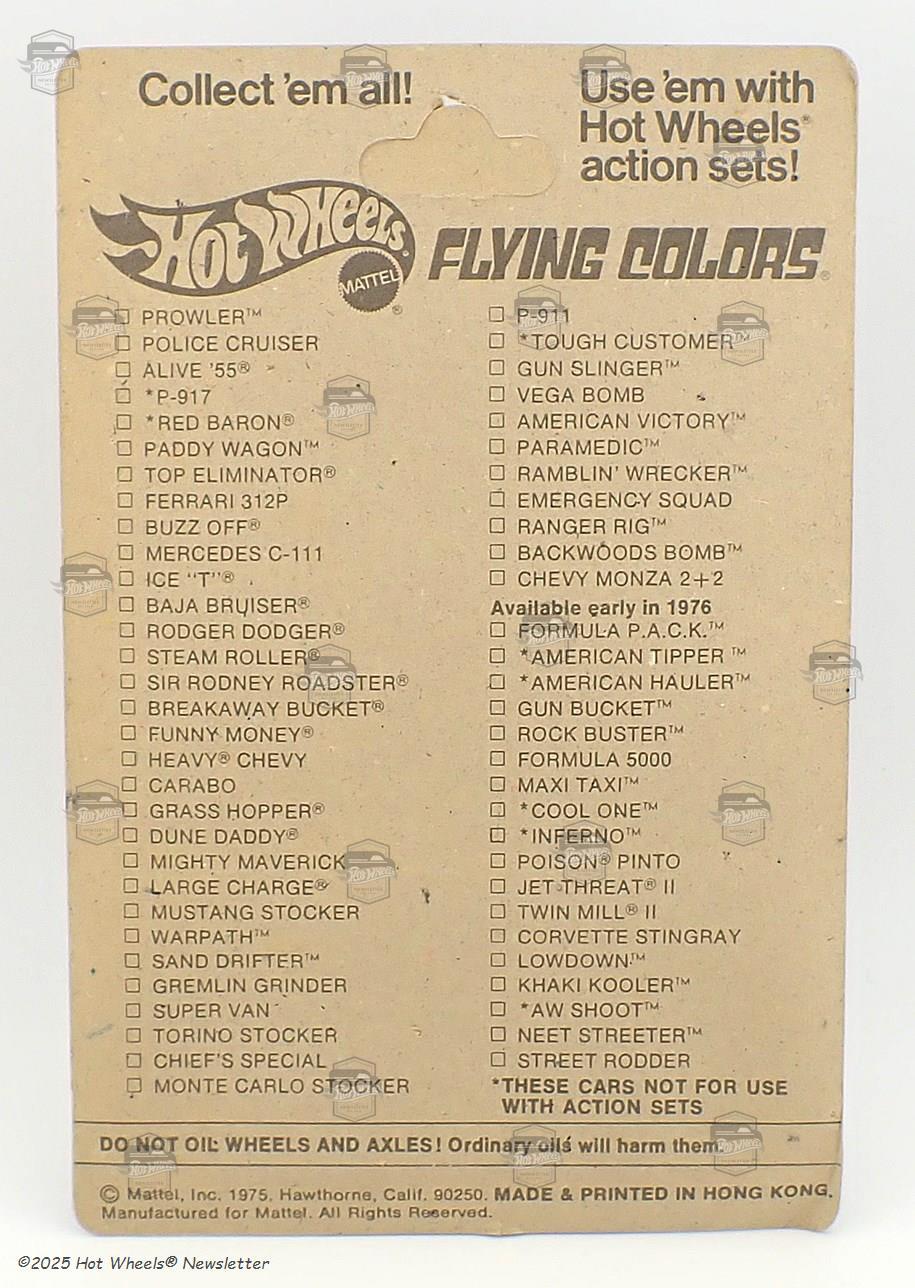 Collect 'em all!
Use 'em with
Hot Wheels®
action sets!
Hot Wheels®
MATTEL®
FLYING COLORS®
☐ PROWLER™
☐ POLICE CRUISER
☐ ALIVE '55®
☐ *P-917
☐ *RED BARON®
☐ PADDY WAGON™
☐ TOP ELIMINATOR®
☐ FERRARI 312P
☐ BUZZ OFF®
☐ MERCEDES C-111
☐ ICE "T"®
☐ BAJA BRUISER®
☐ RODGER DODGER®
☐ STEAM ROLLER®
☐ SIR RODNEY ROADSTER®
☐ BREAKAWAY BUCKET®
☐ FUNNY MONEY®
☐ HEAVY® CHEVY
☐ CARABO
☐ GRASS HOPPER®
☐ DUNE DADDY®
☐ MIGHTY MAVERICK
☐ LARGE CHARGE®
☐ MUSTANG STOCKER
☐ WARPATH™
☐ SAND DRIFTER™
☐ GREMLIN GRINDER
☐ SUPER VAN
☐ TORINO STOCKER
☐ CHIEF'S SPECIAL
☐ MONTE CARLO STOCKER
☐ P-911
☐ *TOUGH CUSTOMER™
☐ GUN SLINGER™
☐ VEGA BOMB
☐ AMERICAN VICTORY™
☐ PARAMEDIC™
☐ RAMBLIN' WRECKER™
☐ EMERGENCY SQUAD
☐ RANGER RIG™
☐ BACKWOODS BOMB™
☐ CHEVY MONZA 2+2
Available early in 1976
☐ FORMULA P.A.C.K.™
☐ *AMERICAN TIPPER™
☐ *AMERICAN HAULER™
☐ GUN BUCKET™
☐ ROCK BUSTER™
☐ FORMULA 5000
☐ MAXI TAXI™
☐ *COOL ONE™
☐ *INFERNO™
☐ POISON® PINTO
☐ JET THREAT® II
☐ TWIN MILL® II
☐ CORVETTE STINGRAY
☐ LOWDOWN™
☐ KHAKI KOOLER™
☐ *AW SHOOT™
☐ NEET STREETER™
☐ STREET RODDER
*THESE CARS NOT FOR USE
WITH ACTION SETS
DO NOT OIL WHEELS AND AXLES! Ordinary oils will harm them.
© Mattel, Inc. 1975, Hawthorne, Calif. 90250. MADE & PRINTED IN HONG KONG.
Manufactured for Mattel. All Rights Reserved.
©2025 Hot Wheels® Newsletter